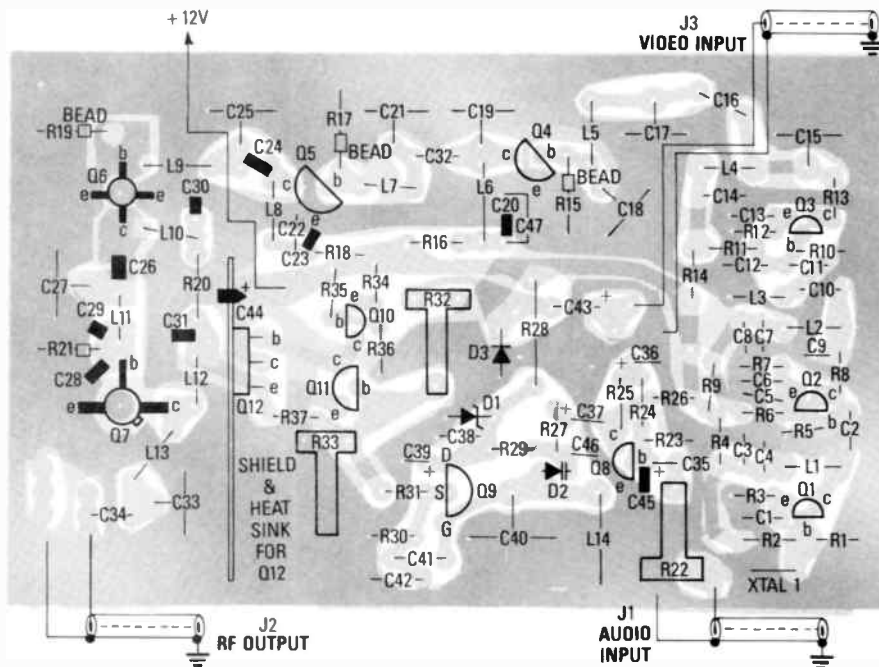 + 12V
J3
VIDEO INPUT
C25
R17
C21
C19
C16
BEAD
R19
Q4
L5
C17
C15
C24
Q5
BEAD
C32
c
b
e
L9
Q6
b
e
e
c
C30
c
b
e
L7
L6
BEAD
R15
L4
C14
R13
L8
C22
C23
C20
C47
C18
C13
e
Q3
c
R12
b
L10
R18
R16
R11
R10
C26
R20
C12
C11
C27
R35
R34
R14
C10
C44
+
R32
C43
+
L3
C29
L11
C31
e
b
c
Q10
R28
C8
C7
L2
b
c
e
R36
D3
C36
+
C9
R21
R7
R8
C28
L12
Q11
c
b
e
R25
R9
C6
Q2
b
e
c
Q12
D1
C37
+
R24
R26
C5
e
c
b
R6
Q7
R37
C38
R27
C46
R23
R4
R5
C2
L13
R33
C39
+
D
S
G
R29
c
b
e
Q8
C3
C4
L1
SHIELD
&
HEAT
SINK
FOR
Q12
R31
Q9
D2
+
C35
C45
R3
e
Q1
c
b
C33
C34
C1
R30
C40
L14
R2
R1
C41
C42
R22
XTAL 1
J2
RF OUTPUT
J1
AUDIO
INPUT